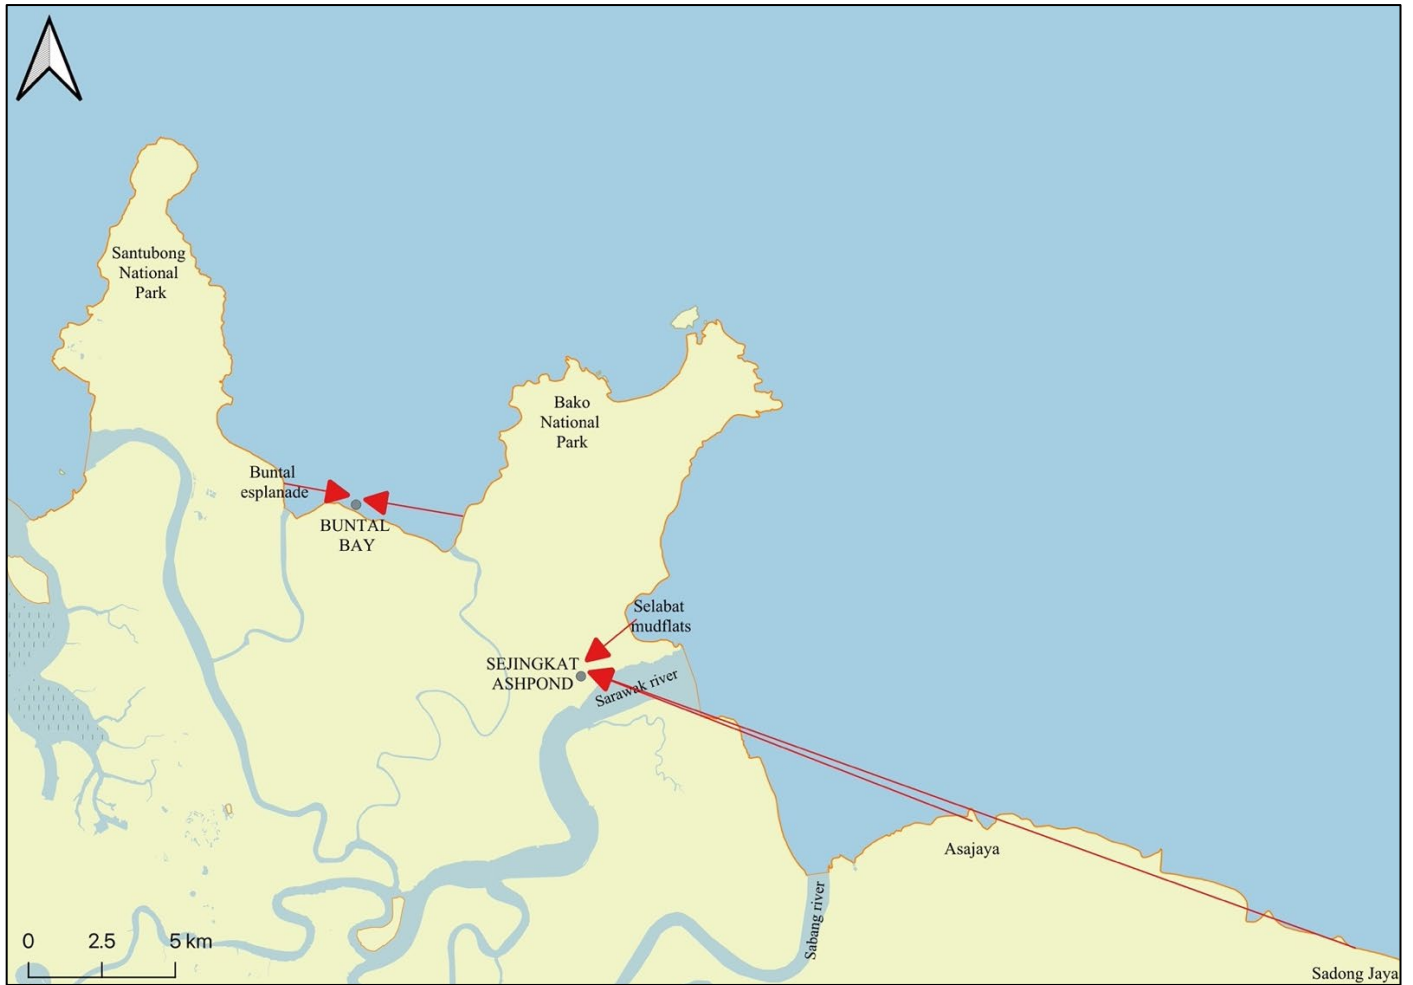 Santubong
National
Park
Bako
National
Park
Buntal
esplanade
BUNTAL
BAY
Selabat
mudflats
SEJINGKAT
ASHPOND
Sarawak river
Asajaya
Sabang river
0 2.5 5 km
Sadong Jaya